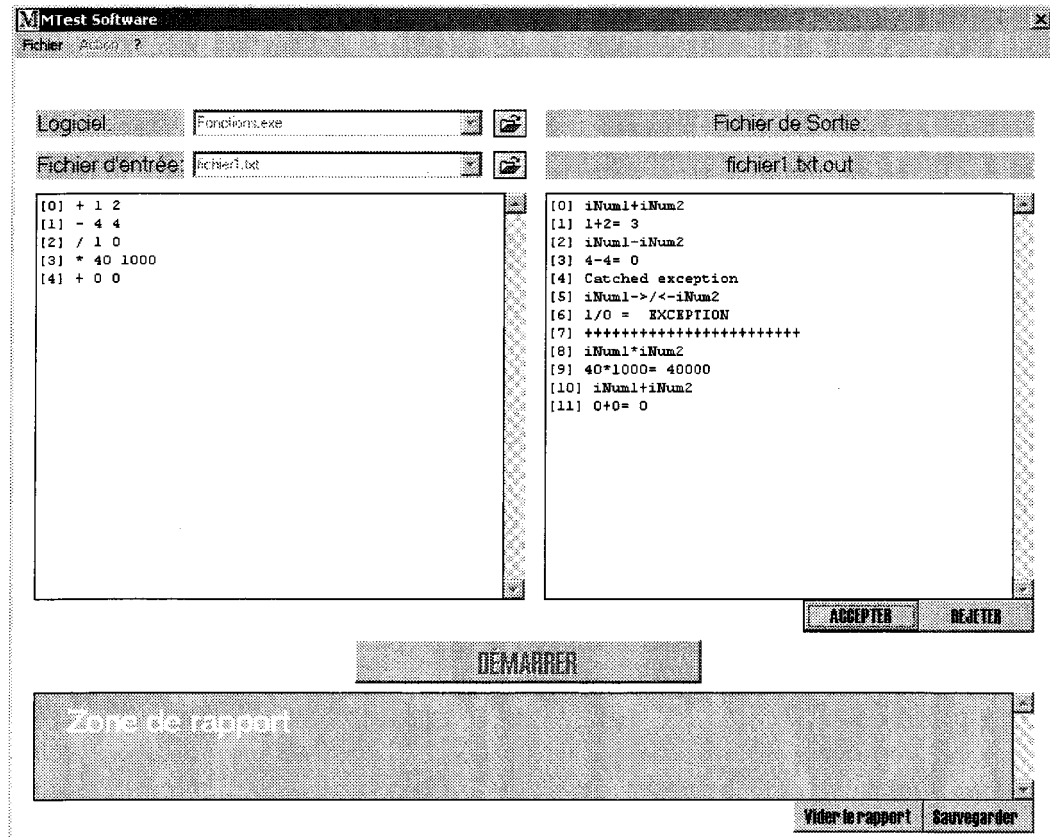 MTest Software
Fichier Action ?
Logiciel: Fonctions.exe
Fichier d'entrée: fichier1.txt
Fichier de Sortie:
fichier1.txt.out
[0] + 1 2
[1] - 4 4
[2] / 1 0
[3] * 40 1000
[4] + 0 0
[0] iNum1+iNum2
[1] 1+2= 3
[2] iNum1-iNum2
[3] 4-4= 0
[4] Catched exception
[5] iNum1->/<-iNum2
[6] 1/0 =  EXCEPTION
[7] ++++++++++++++++++++++++
[8] iNum1*iNum2
[9] 40*1000= 40000
[10] iNum1+iNum2
[11] 0+0= 0
ACCEPTER REJETER
DÉMARRER
Zone de rapport
Vider le rapport Sauvegarder